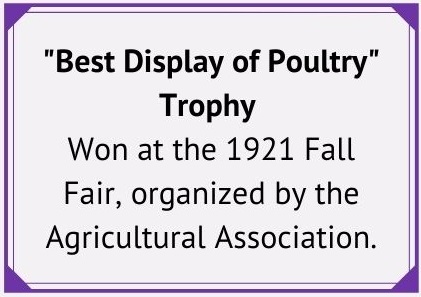 "Best Display of Poultry"
Trophy
Won at the 1921 Fall
Fair, organized by the
Agricultural Association.